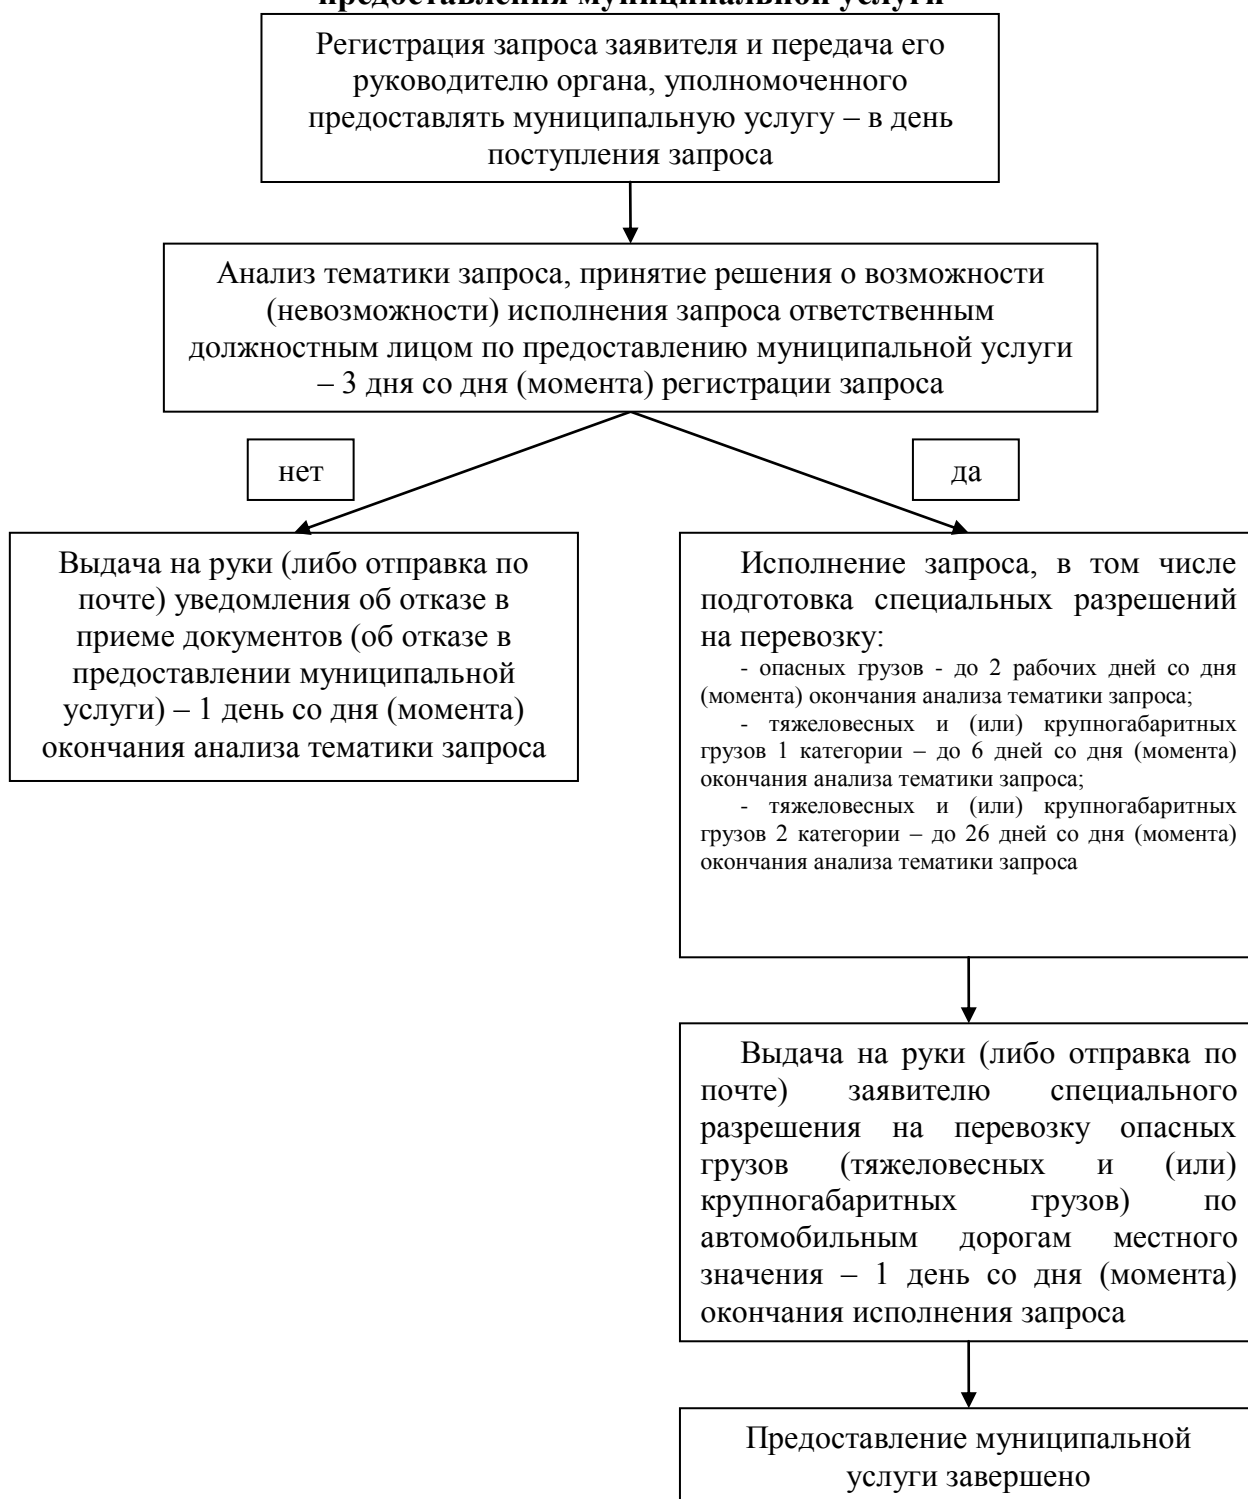 предоставления муниципальной услуги
Регистрация запроса заявителя и передача его
руководителю органа, уполномоченного
предоставлять муниципальную услугу – в день
поступления запроса
Анализ тематики запроса, принятие решения о возможности
(невозможности) исполнения запроса ответственным
должностным лицом по предоставлению муниципальной услуги
– 3 дня со дня (момента) регистрации запроса
нет
да
Выдача на руки (либо отправка по
почте) уведомления об отказе в
приеме документов (об отказе в
предоставлении муниципальной
услуги) – 1 день со дня (момента)
окончания анализа тематики запроса
Исполнение запроса, в том числе
подготовка специальных разрешений
на перевозку:
- опасных грузов - до 2 рабочих дней со дня
(момента) окончания анализа тематики запроса;
- тяжеловесных и (или) крупногабаритных
грузов 1 категории – до 6 дней со дня (момента)
окончания анализа тематики запроса;
- тяжеловесных и (или) крупногабаритных
грузов 2 категории – до 26 дней со дня (момента)
окончания анализа тематики запроса
Выдача на руки (либо отправка по
почте) заявителю специального
разрешения на перевозку опасных
грузов (тяжеловесных и (или)
крупногабаритных грузов) по
автомобильным дорогам местного
значения – 1 день со дня (момента)
окончания исполнения запроса
Предоставление муниципальной
услуги завершено